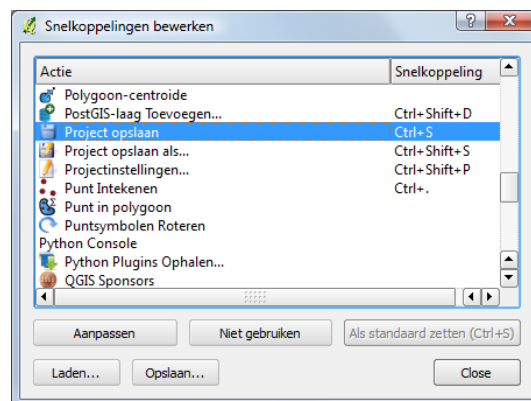 Snelkoppelingen bewerken
Actie Snelkoppeling
Polygoon-centroide
PostGIS-laag Toevoegen... Ctrl+Shift+D
Project opslaan Ctrl+S
Project opslaan als... Ctrl+Shift+S
Projectinstellingen... Ctrl+Shift+P
Punt Intekenen Ctrl+.
Punt in polygoon
Puntsymbolen Roteren
Python Console
Python Plugins Ophalen...
QGIS Sponsors
Aanpassen Niet gebruiken Als standaard zetten (Ctrl+S)
Laden... Opslaan... Close